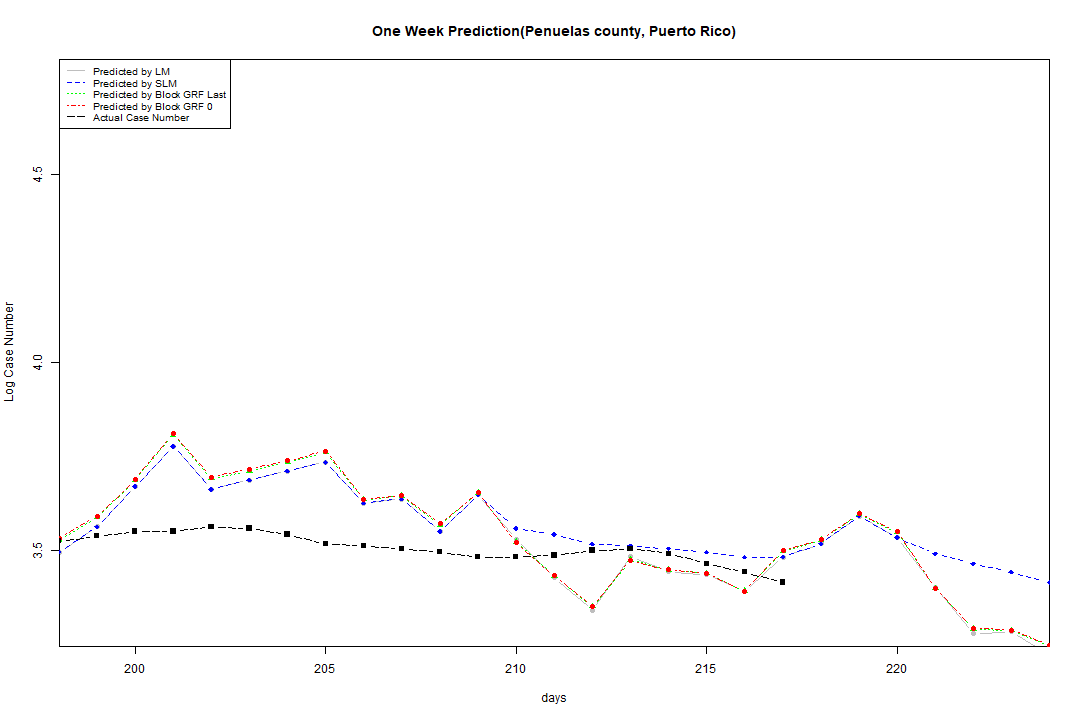 One Week Prediction(Penuelas county, Puerto Rico)
Predicted by LM
Predicted by SLM
Predicted by Block GRF Last
Predicted by Block GRF 0
Actual Case Number
4.5
4.0
3.5
Log Case Number
200 205 210 215 220
days